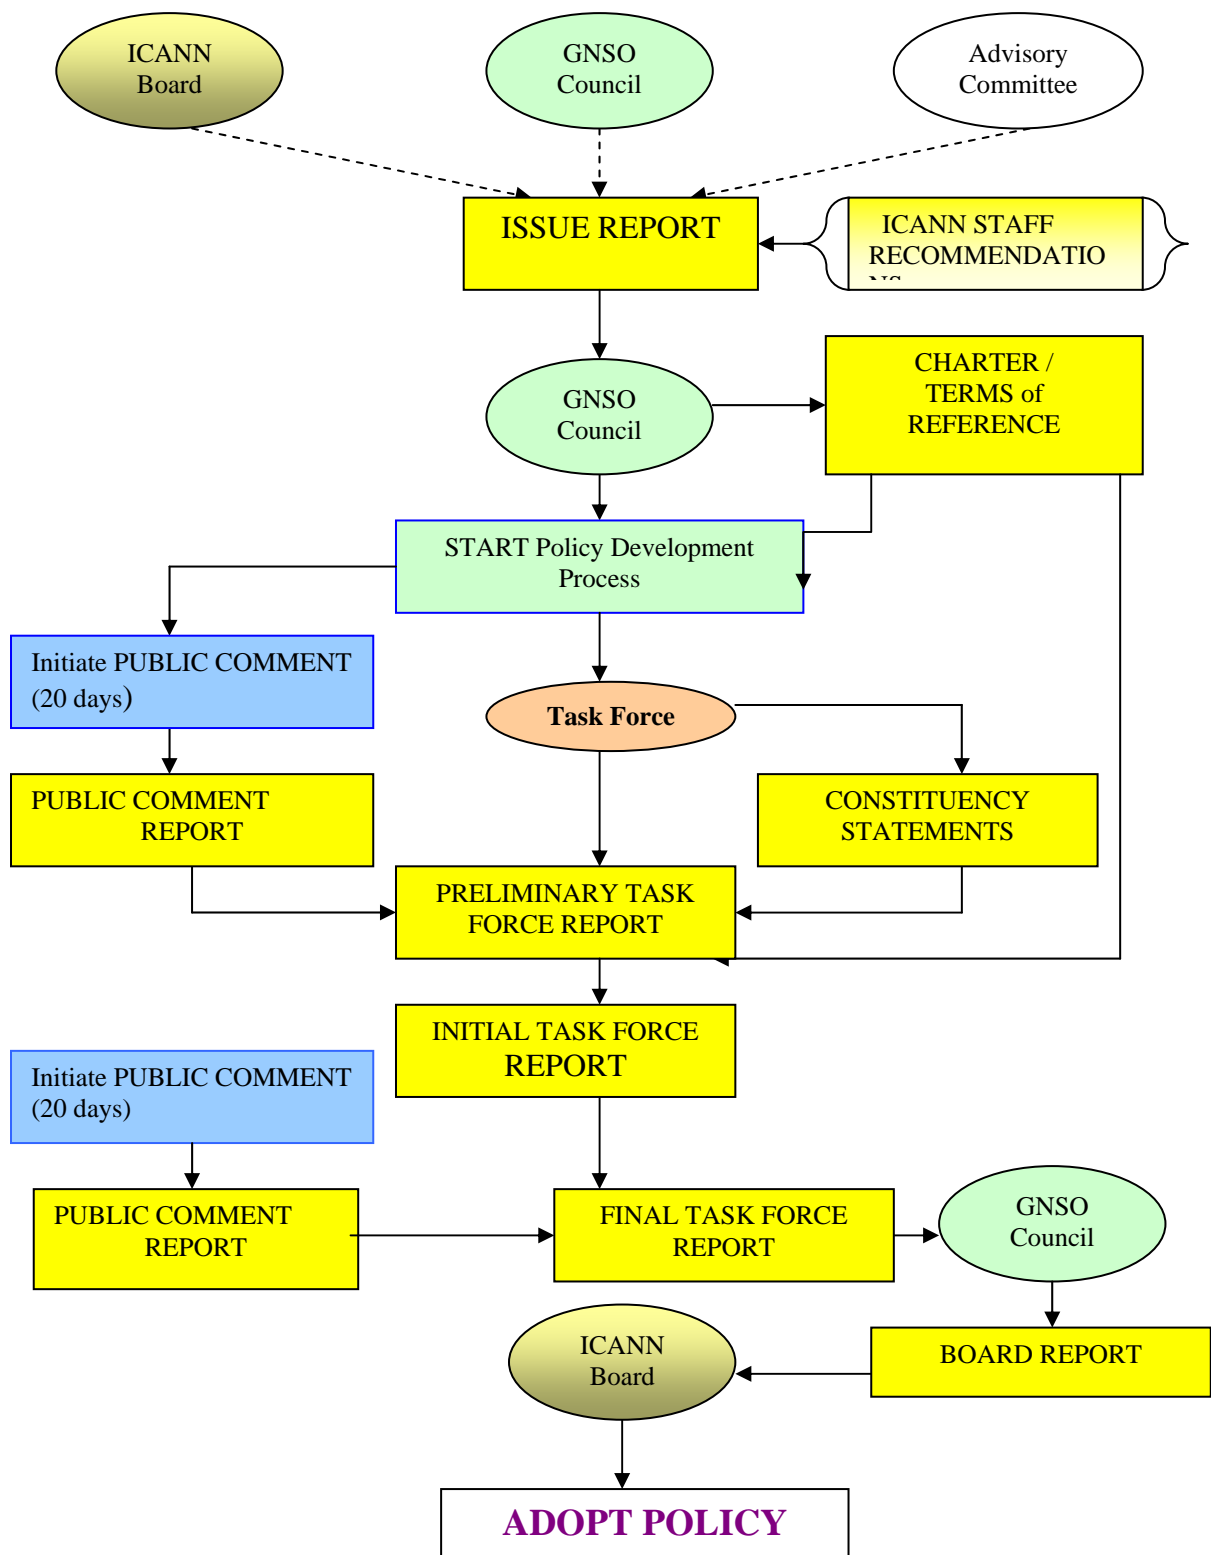 ICANN
Board
GNSO
Council
Advisory
Committee
ISSUE REPORT
ICANN STAFF
RECOMMENDATIO
GNSO
Council
CHARTER /
TERMS of
REFERENCE
START Policy Development
Process
Initiate PUBLIC COMMENT
(20 days)
Task Force
PUBLIC COMMENT
REPORT
CONSTITUENCY
STATEMENTS
PRELIMINARY TASK
FORCE REPORT
INITIAL TASK FORCE
REPORT
Initiate PUBLIC COMMENT
(20 days)
PUBLIC COMMENT
REPORT
FINAL TASK FORCE
REPORT
GNSO
Council
ICANN
Board
BOARD REPORT
ADOPT POLICY